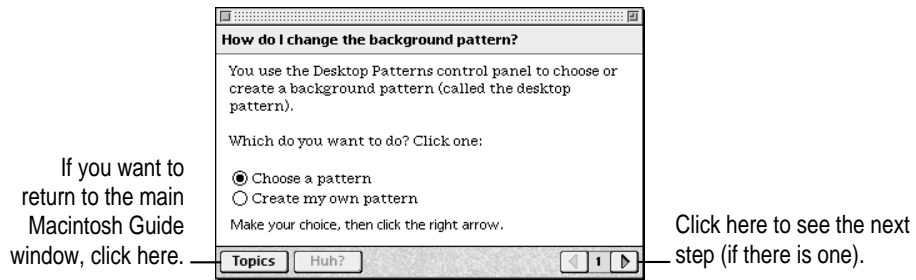 How do I change the background pattern?
You use the Desktop Patterns control panel to choose or
create a background pattern (called the desktop
pattern).
Which do you want to do? Click one:
Choose a pattern
Create my own pattern
Make your choice, then click the right arrow.
Topics
Huh?
1
If you want to
return to the main
Macintosh Guide
window, click here.
Click here to see the next
step (if there is one).